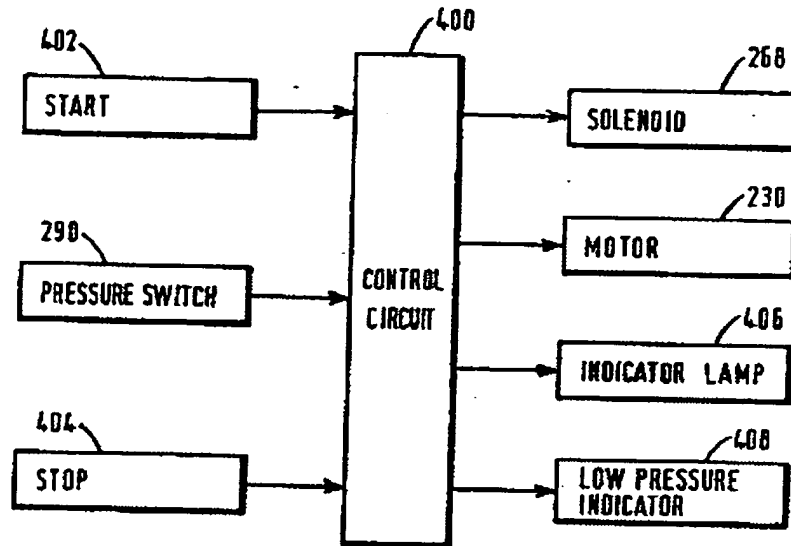 402
START
290
PRESSURE SWITCH
404
STOP
400
CONTROL
CIRCUIT
268
SOLENOID
230
MOTOR
406
INDICATOR LAMP
408
LOW PRESSURE
INDICATOR